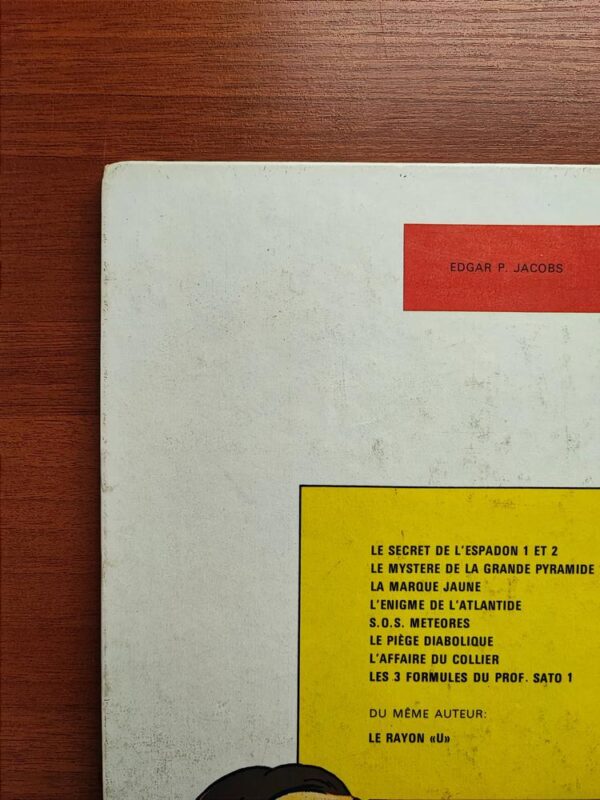 EDGAR P. JACOBS
LE SECRET DE L'ESPADON 1 ET 2
LE MYSTERE DE LA GRANDE PYRAMIDE
LA MARQUE JAUNE
L'ENIGME DE L'ATLANTIDE
S.O.S. METEORES
LE PIÈGE DIABOLIQUE
L'AFFAIRE DU COLLIER
LES 3 FORMULES DU PROF. SATO 1
DU MÊME AUTEUR:
LE RAYON «U»